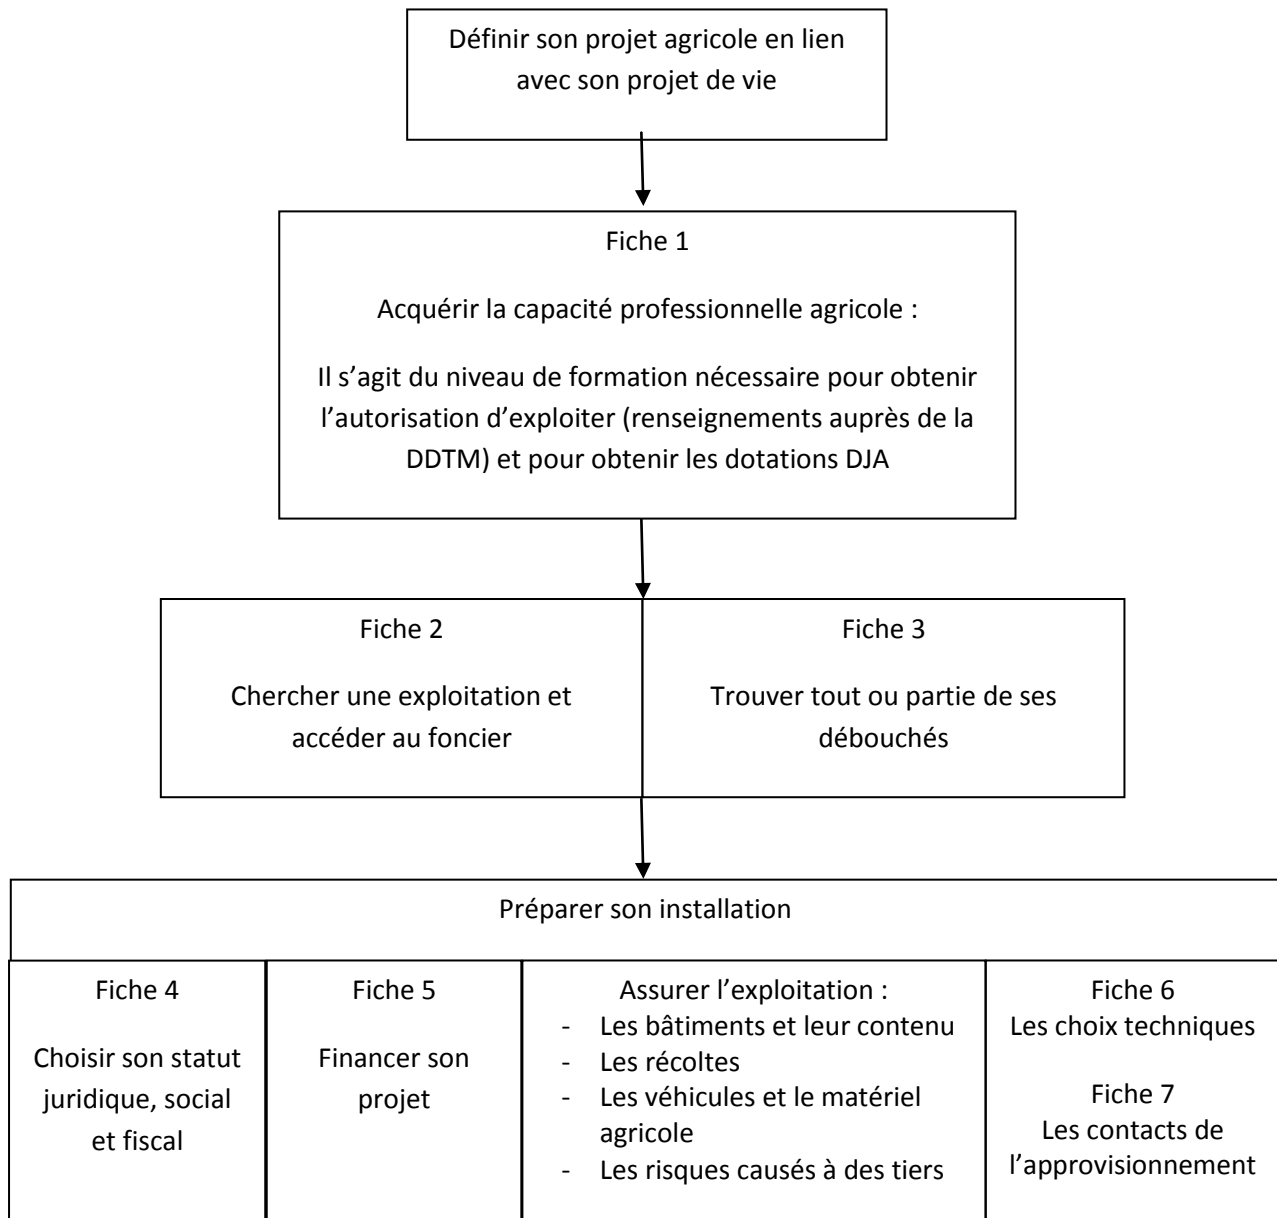 Définir son projet agricole en lien
avec son projet de vie
Fiche 1
Acquérir la capacité professionnelle agricole :
Il s’agit du niveau de formation nécessaire pour obtenir
l’autorisation d’exploiter (renseignements auprès de la
DDTM) et pour obtenir les dotations DJA
Fiche 2
Chercher une exploitation et
accéder au foncier
Fiche 3
Trouver tout ou partie de ses
débouchés
Préparer son installation
Fiche 4
Choisir son statut
juridique, social
et fiscal
Fiche 5
Financer son
projet
Assurer l’exploitation :
- Les bâtiments et leur contenu
- Les récoltes
- Les véhicules et le matériel
agricole
- Les risques causés à des tiers
Fiche 6
Les choix techniques
Fiche 7
Les contacts de
l’approvisionnement